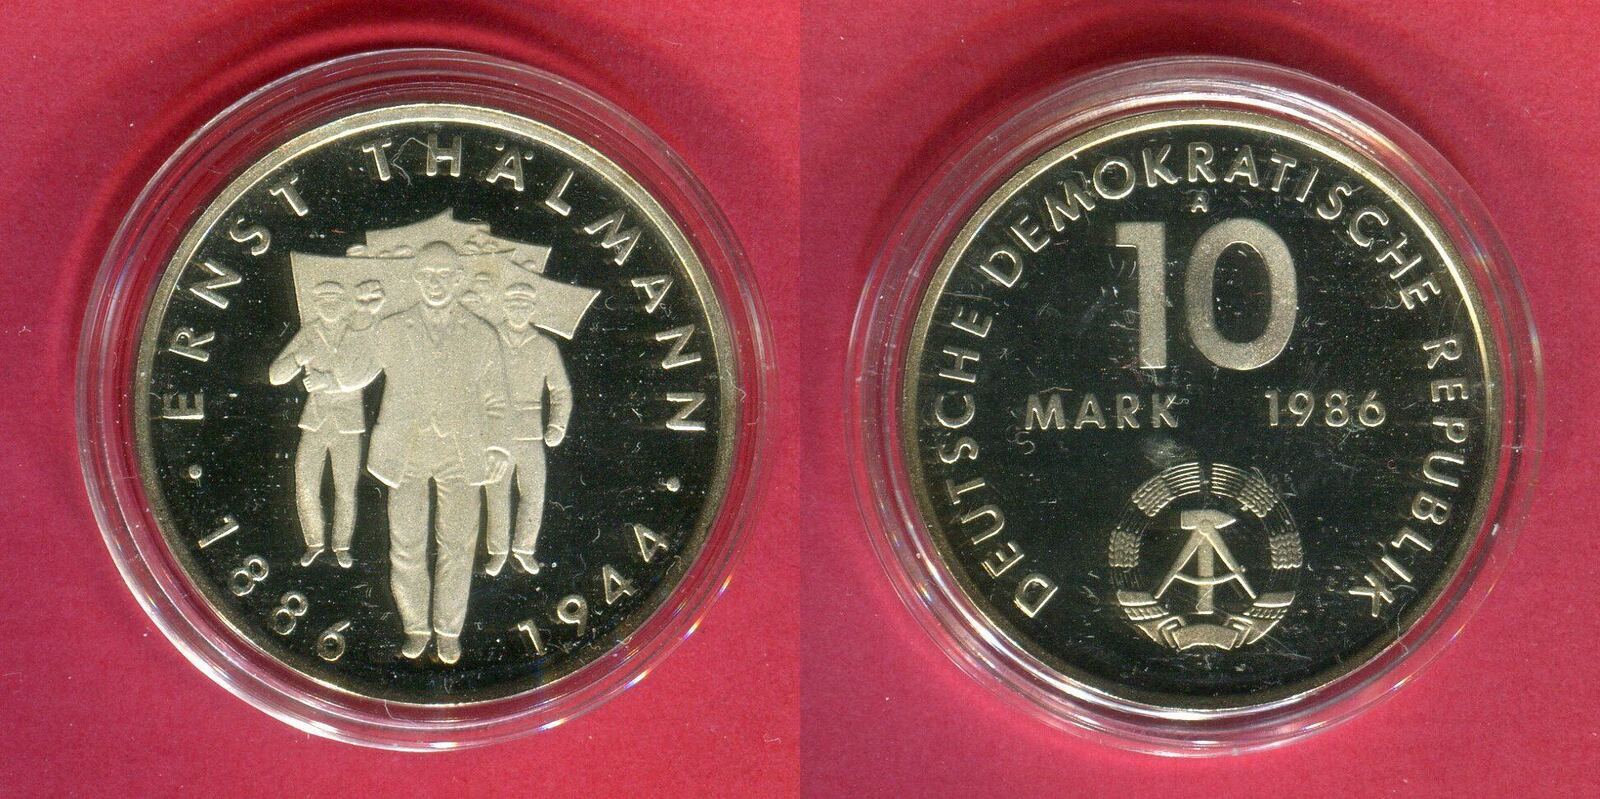 · ERNST THÄLMANN ·
1886 1944
DEUTSCHE DEMOKRATISCHE REPUBLIK
A
10
MARK 1986